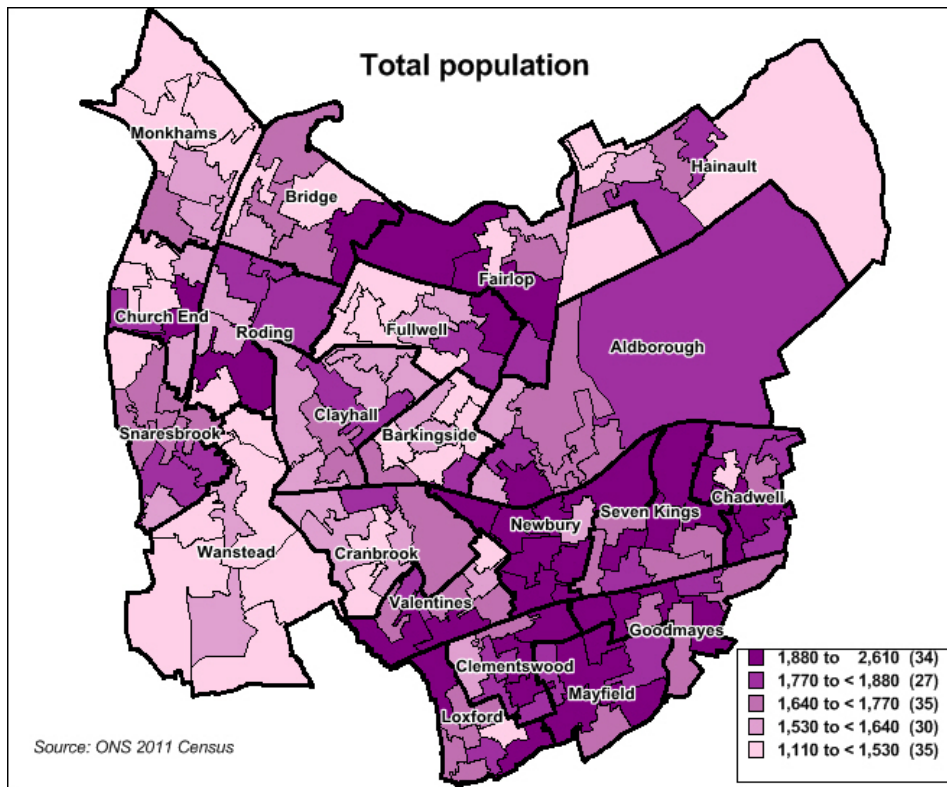 Total population
Monkhams
Hainault
Bridge
Fairlop
Church End
Roding
Fullwell
Aldborough
Clayhall
Snaresbrook
Barkingside
Chadwell
Newbury
Seven Kings
Wanstead
Cranbrook
Valentines
Goodmayes
Clementswood
Mayfield
Loxford
1,880 to 2,610 (34)
1,770 to < 1,880 (27)
1,640 to < 1,770 (35)
1,530 to < 1,640 (30)
1,110 to < 1,530 (35)
Source: ONS 2011 Census